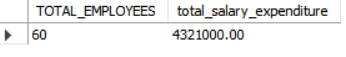 TOTAL_EMPLOYEES total_salary_expenditure
60 4321000.00